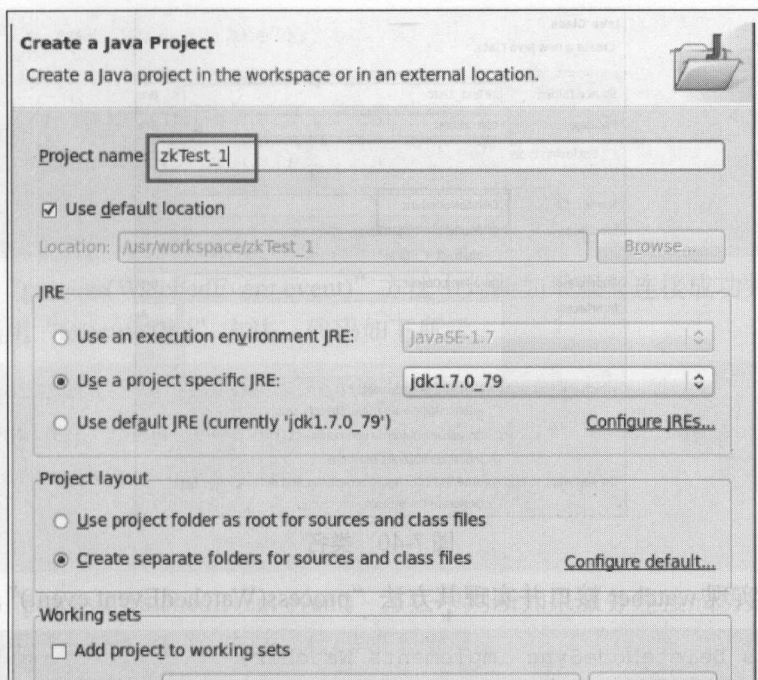 Create a Java Project
Create a Java project in the workspace or in an external location.
Project name: zkTest_1
Use default location
Location: /usr/workspace/zkTest_1 Browse...
JRE
Use an execution environment JRE: JavaSE-1.7
Use a project specific JRE: jdk1.7.0_79
Use default JRE (currently 'jdk1.7.0_79') Configure JREs...
Project layout
Use project folder as root for sources and class files
Create separate folders for sources and class files Configure default...
Working sets
Add project to working sets